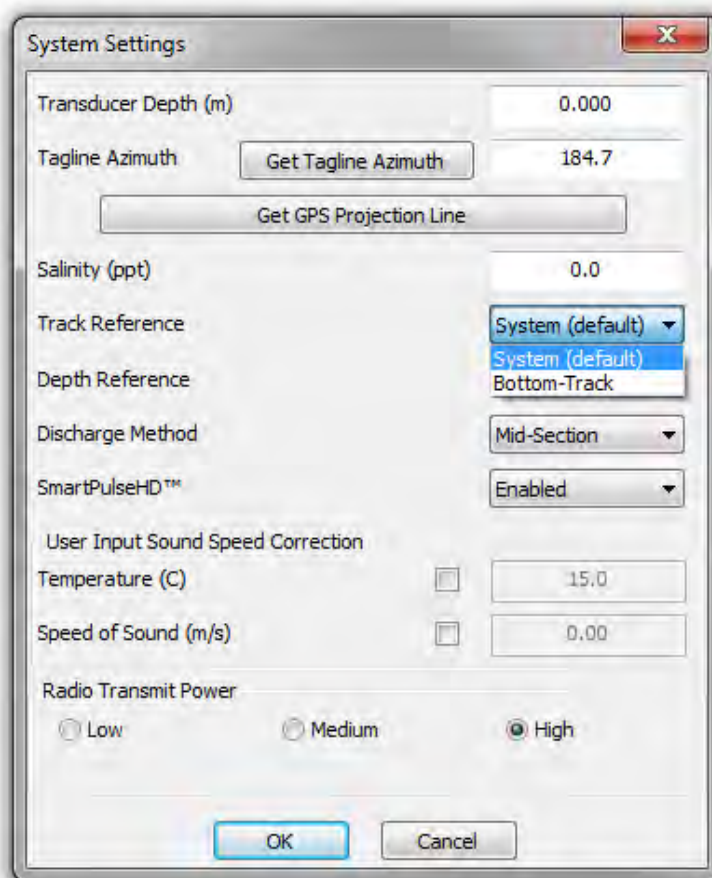 System Settings
Transducer Depth (m) 0.000
Tagline Azimuth Get Tagline Azimuth 184.7
Get GPS Projection Line
Salinity (ppt) 0.0
Track Reference System (default)
System (default)
Depth Reference
Bottom-Track
Discharge Method Mid-Section
SmartPulseHD™ Enabled
User Input Sound Speed Correction
Temperature (C) 15.0
Speed of Sound (m/s) 0.00
Radio Transmit Power
Low Medium High
OK Cancel